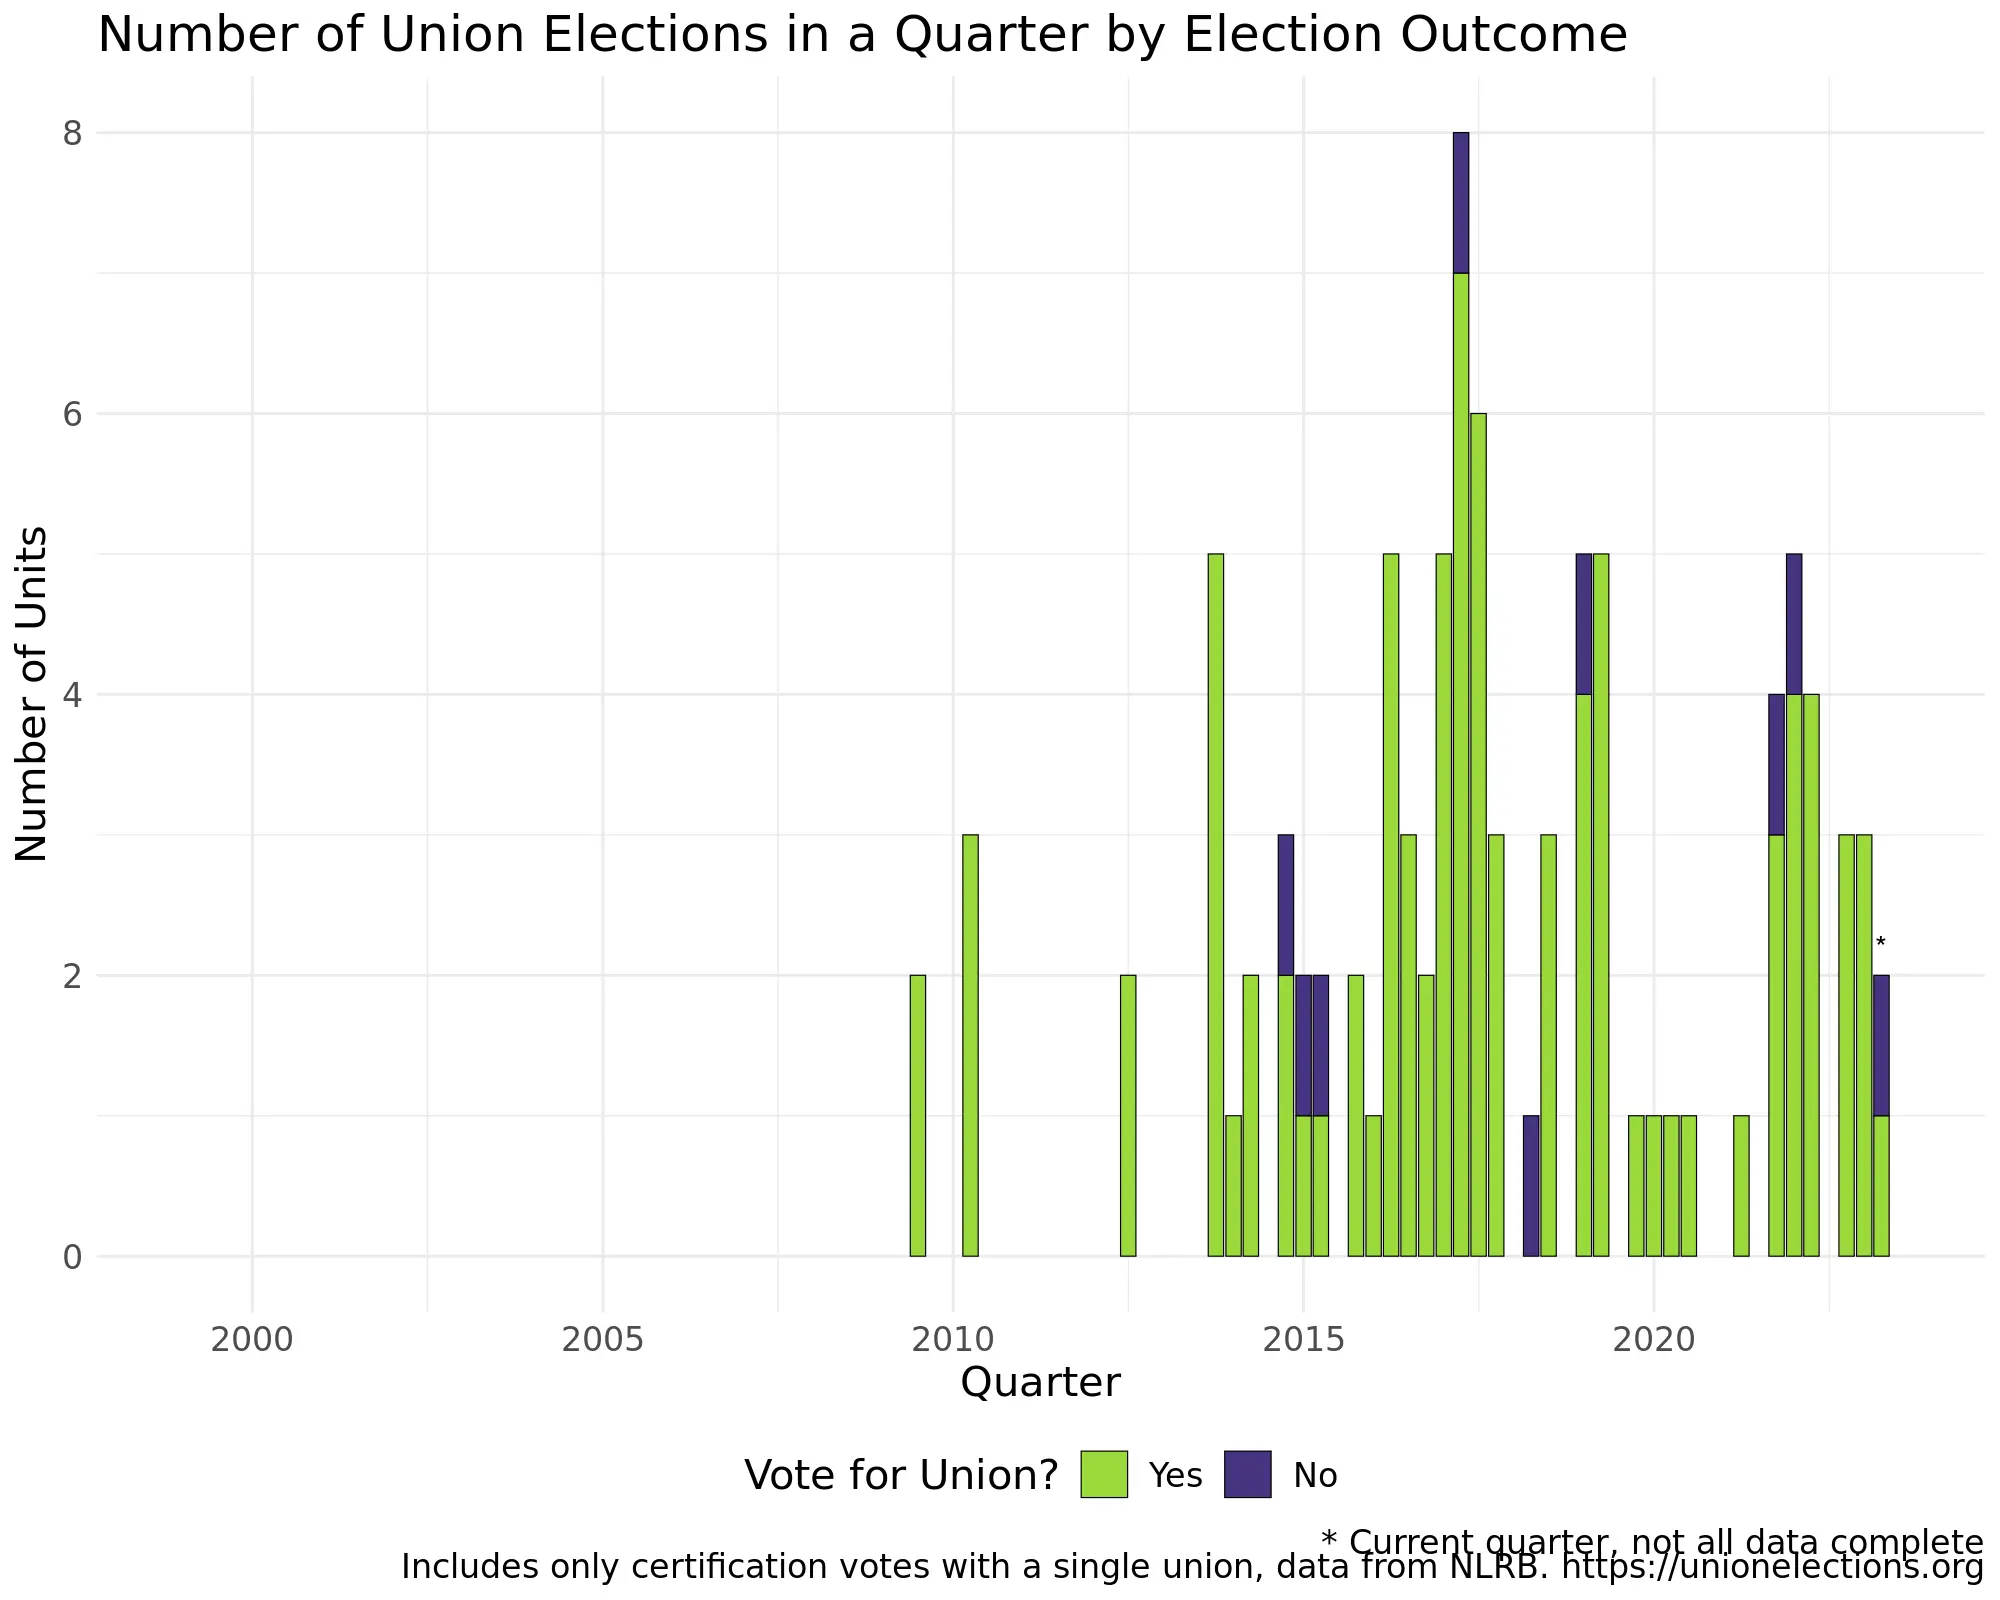 Number of Union Elections in a Quarter by Election Outcome
8
6
4
2
0
Number of Units
*
2000 2005 2010 2015 2020
Quarter
Vote for Union? Yes No
* Current quarter, not all data complete
Includes only certification votes with a single union, data from NLRB. https://unionelections.org